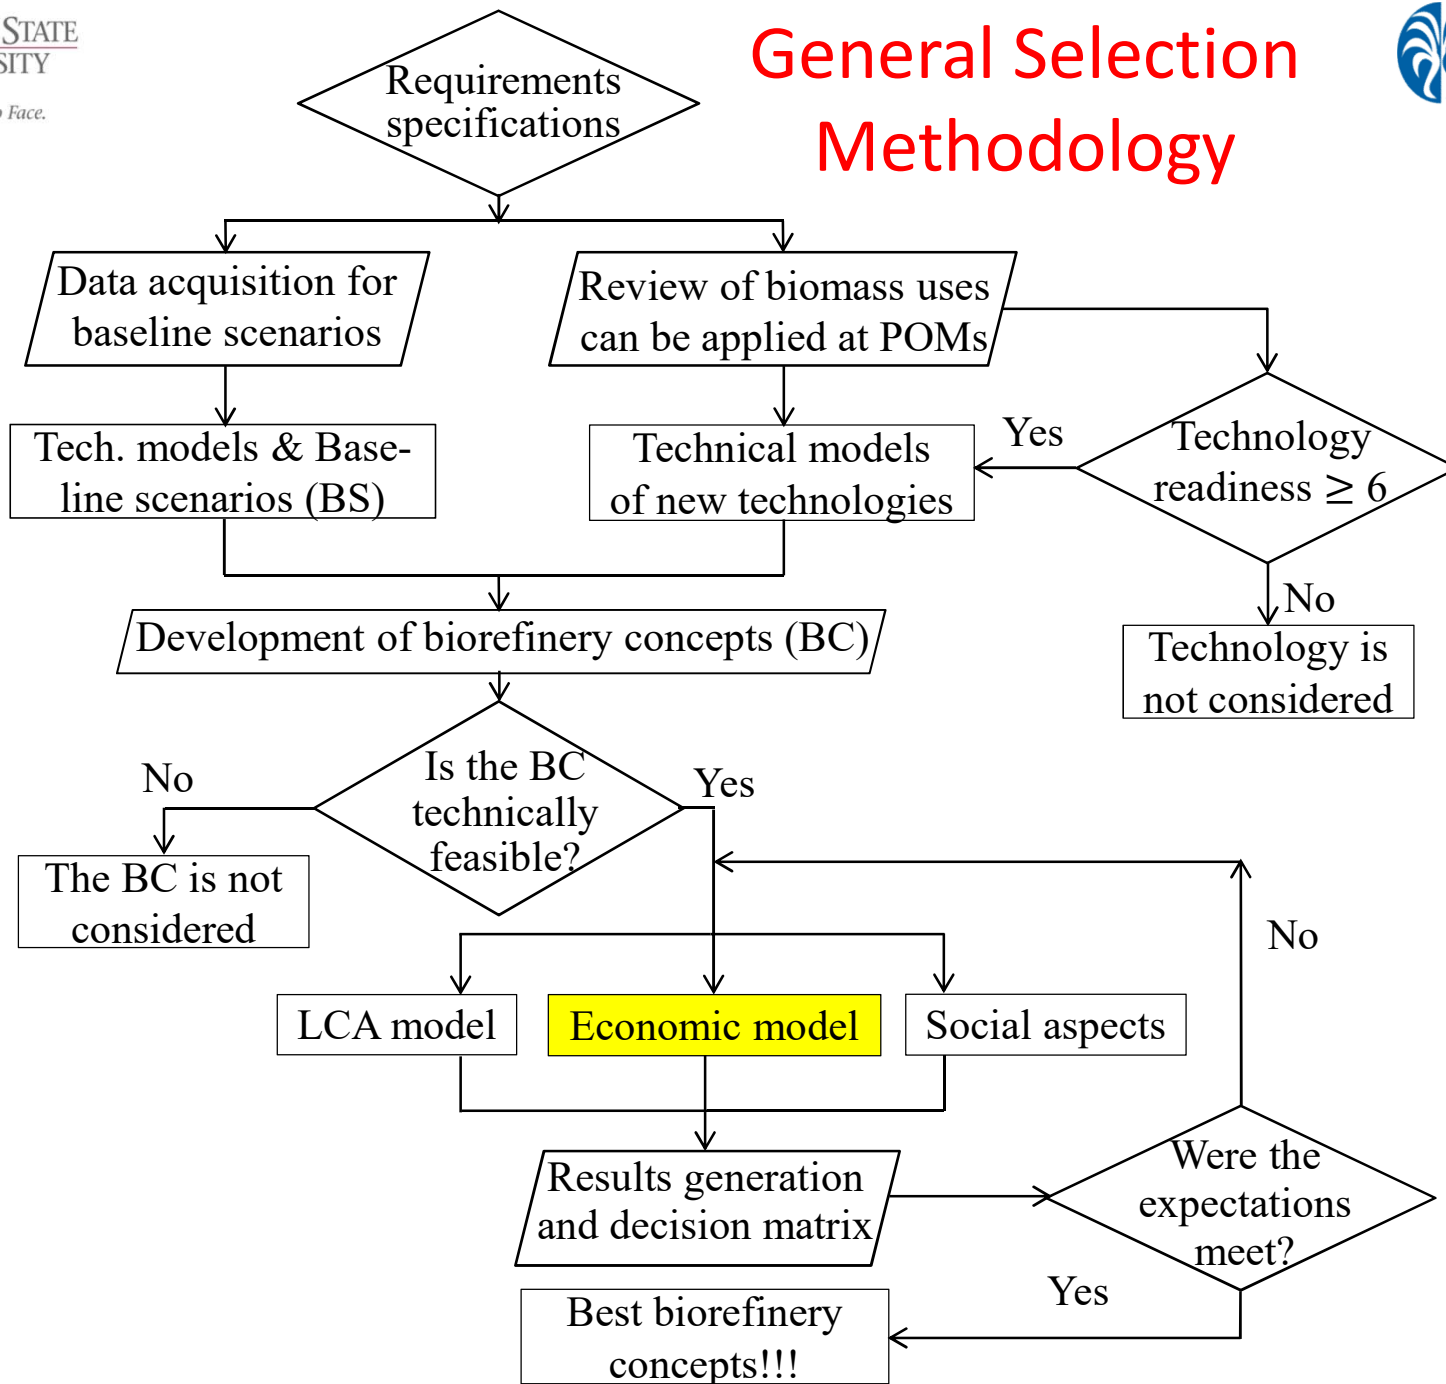 STATE
SITY
Face.
General Selection
Methodology
Requirements
specifications
Data acquisition for
baseline scenarios
Review of biomass uses
can be applied at POMs
Tech. models & Base-
line scenarios (BS)
Technical models
of new technologies
Yes
Technology
readiness ≥ 6
No
Technology is
not considered
Development of biorefinery concepts (BC)
No
Is the BC
technically
feasible?
Yes
The BC is not
considered
No
LCA model
Economic model
Social aspects
Results generation
and decision matrix
Were the
expectations
meet?
Yes
Best biorefinery
concepts!!!